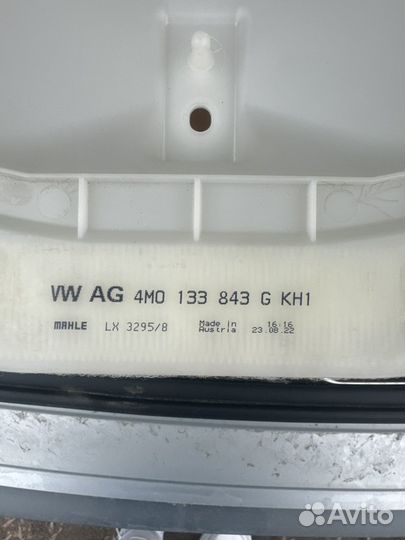 VW AG 4M0 133 843 G KH1
MAHLE LX 3295/8 Made in 16:16
Austria 23.08.22
Avito